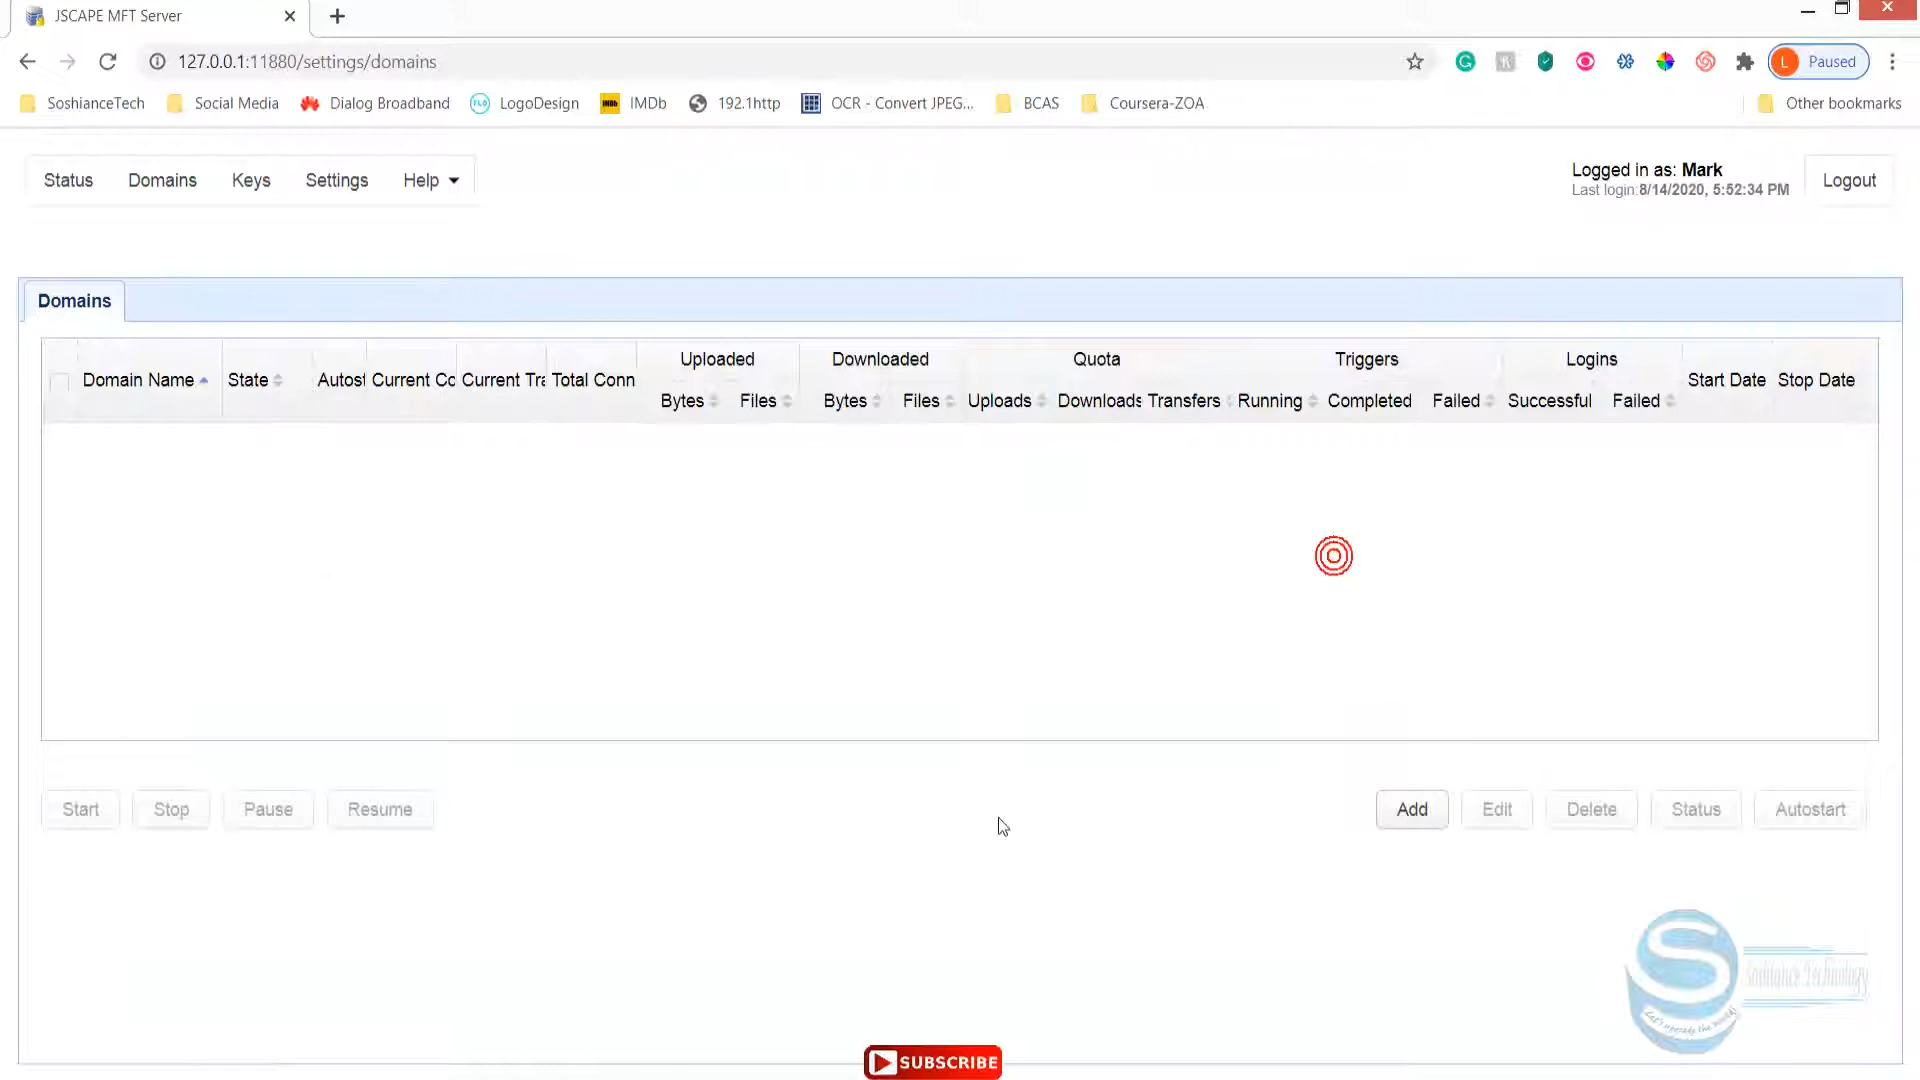 JSCAPE MFT Server
127.0.0.1:11880/settings/domains
L Paused
SoshianceTech Social Media Dialog Broadband LogoDesign IMDb 192.1http OCR - Convert JPEG... BCAS Coursera-ZOA Other bookmarks
Status Domains Keys Settings Help
Logged in as: Mark
Last login:8/14/2020, 5:52:34 PM
Logout
Domains
Uploaded Downloaded Quota Triggers Logins
Domain Name State Autost Current Cc Current Tra Total Conn Start Date Stop Date
Bytes Files Bytes Files Uploads Downloads Transfers Running Completed Failed Successful Failed
Start Stop Pause Resume Add Edit Delete Status Autostart
Soshiance Technology
SUBSCRIBE